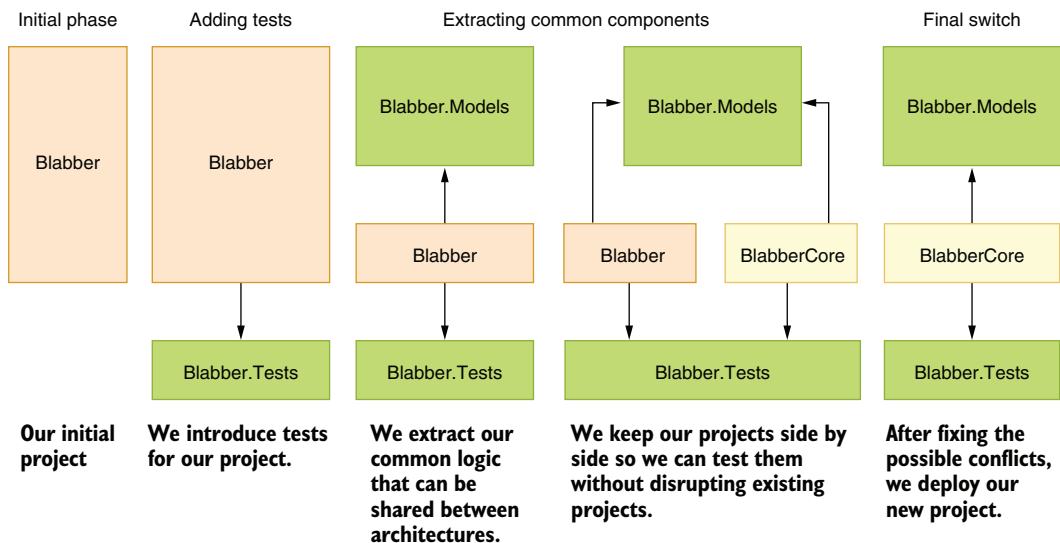 Initial phase
Adding tests
Extracting common components
Final switch
Blabber
Blabber
Blabber.Models
Blabber.Models
Blabber.Models
Blabber
Blabber
BlabberCore
BlabberCore
Blabber.Tests
Blabber.Tests
Blabber.Tests
Blabber.Tests
Our initial
project
We introduce tests
for our project.
We extract our
common logic
that can be
shared between
architectures.
We keep our projects side by
side so we can test them
without disrupting existing
projects.
After fixing the
possible conflicts,
we deploy our
new project.